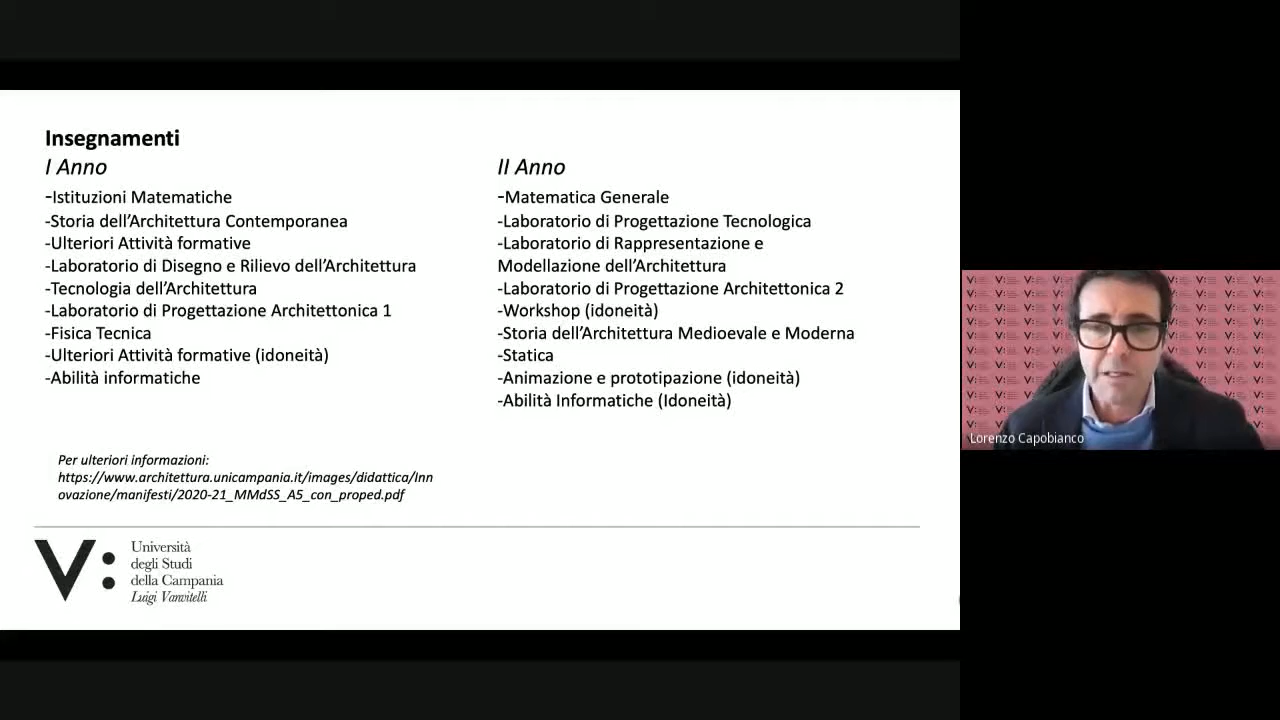 Insegnamenti
I Anno
-Istituzioni Matematiche
-Storia dell'Architettura Contemporanea
-Ulteriori Attività formative
-Laboratorio di Disegno e Rilievo dell'Architettura
-Tecnologia dell'Architettura
-Laboratorio di Progettazione Architettonica 1
-Fisica Tecnica
-Ulteriori Attività formative (idoneità)
-Abilità informatiche
II Anno
-Matematica Generale
-Laboratorio di Progettazione Tecnologica
-Laboratorio di Rappresentazione e
Modellazione dell'Architettura
-Laboratorio di Progettazione Architettonica 2
-Workshop (idoneità)
-Storia dell'Architettura Medioevale e Moderna
-Statica
-Animazione e prototipazione (idoneità)
-Abilità Informatiche (Idoneità)
Per ulteriori informazioni:
https://www.architettura.unicampania.it/images/didattica/Inn
ovazione/manifesti/2020-21_MMdSS_A5_con_proped.pdf
V:
Università
degli Studi
della Campania
Luigi Vanvitelli
Lorenzo Capobianco